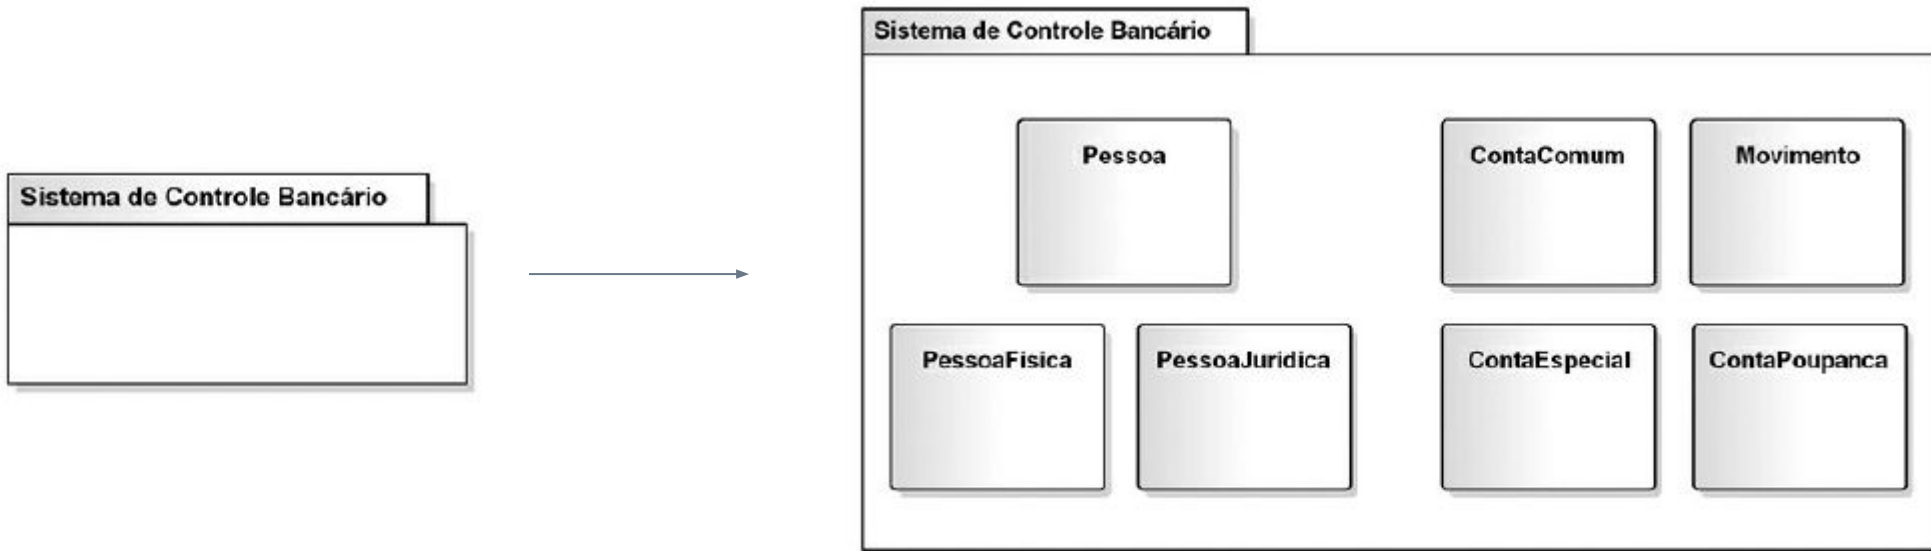 Sistema de Controle Bancário
Sistema de Controle Bancário
Pessoa
ContaComum
Movimento
PessoaFisica
PessoaJuridica
ContaEspecial
ContaPoupanca